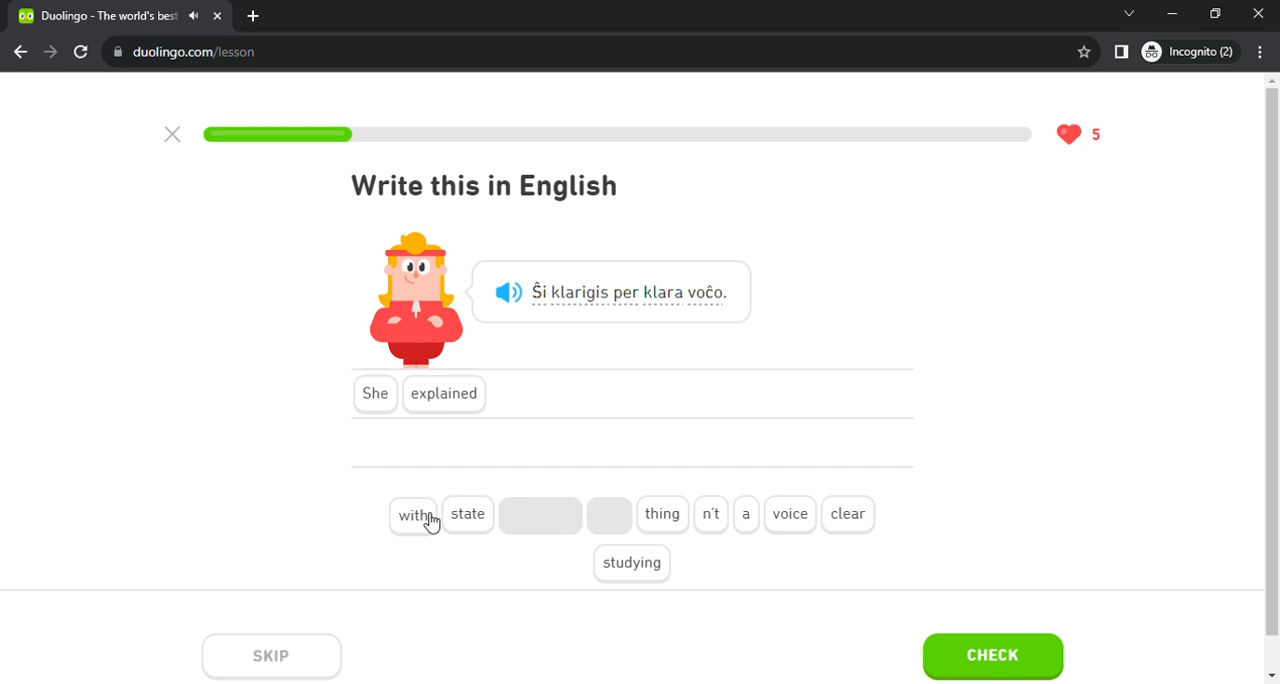 Duolingo - The world's best
duolingo.com/lesson
Incognito (2)
5
Write this in English
Ŝi klarigis per klara voĉo.
She explained
with state thing n't a voice clear
studying
SKIP CHECK